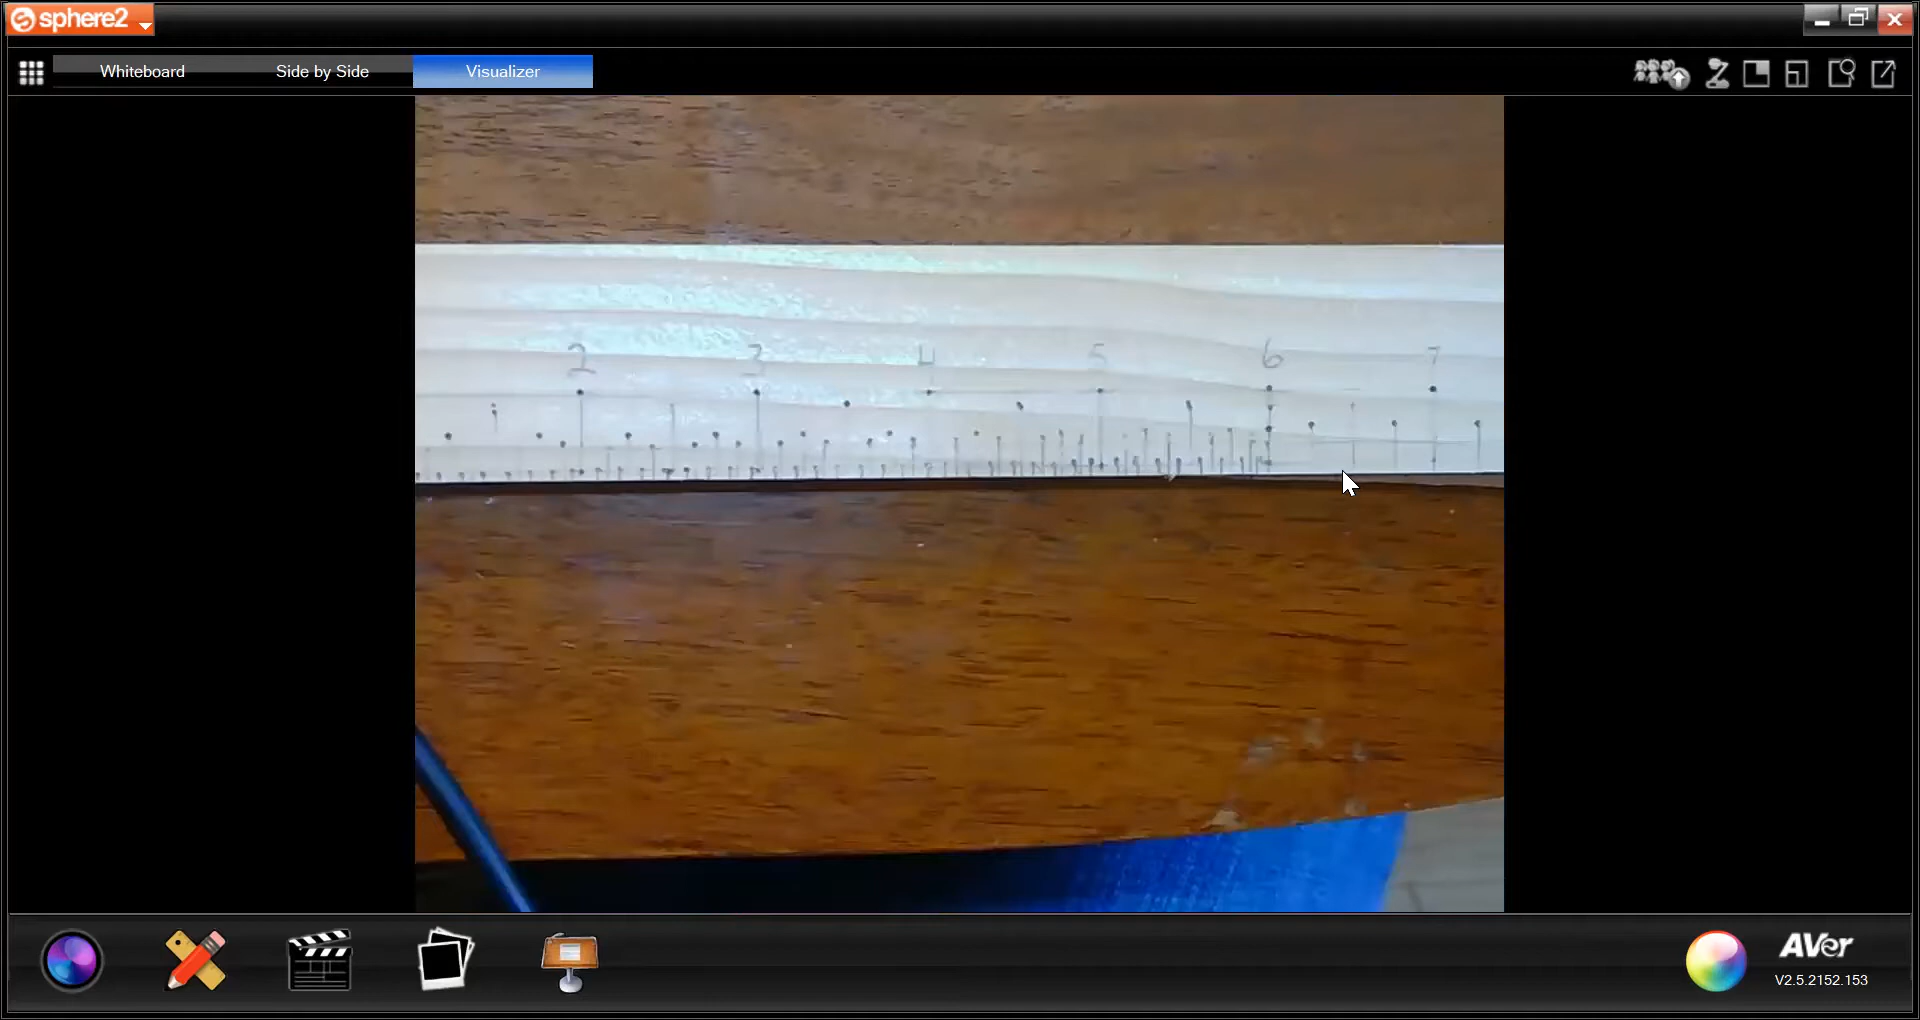 sphere2
Whiteboard Side by Side Visualizer
2 3 4 5 6 7
AVer
V2.5.2152.153